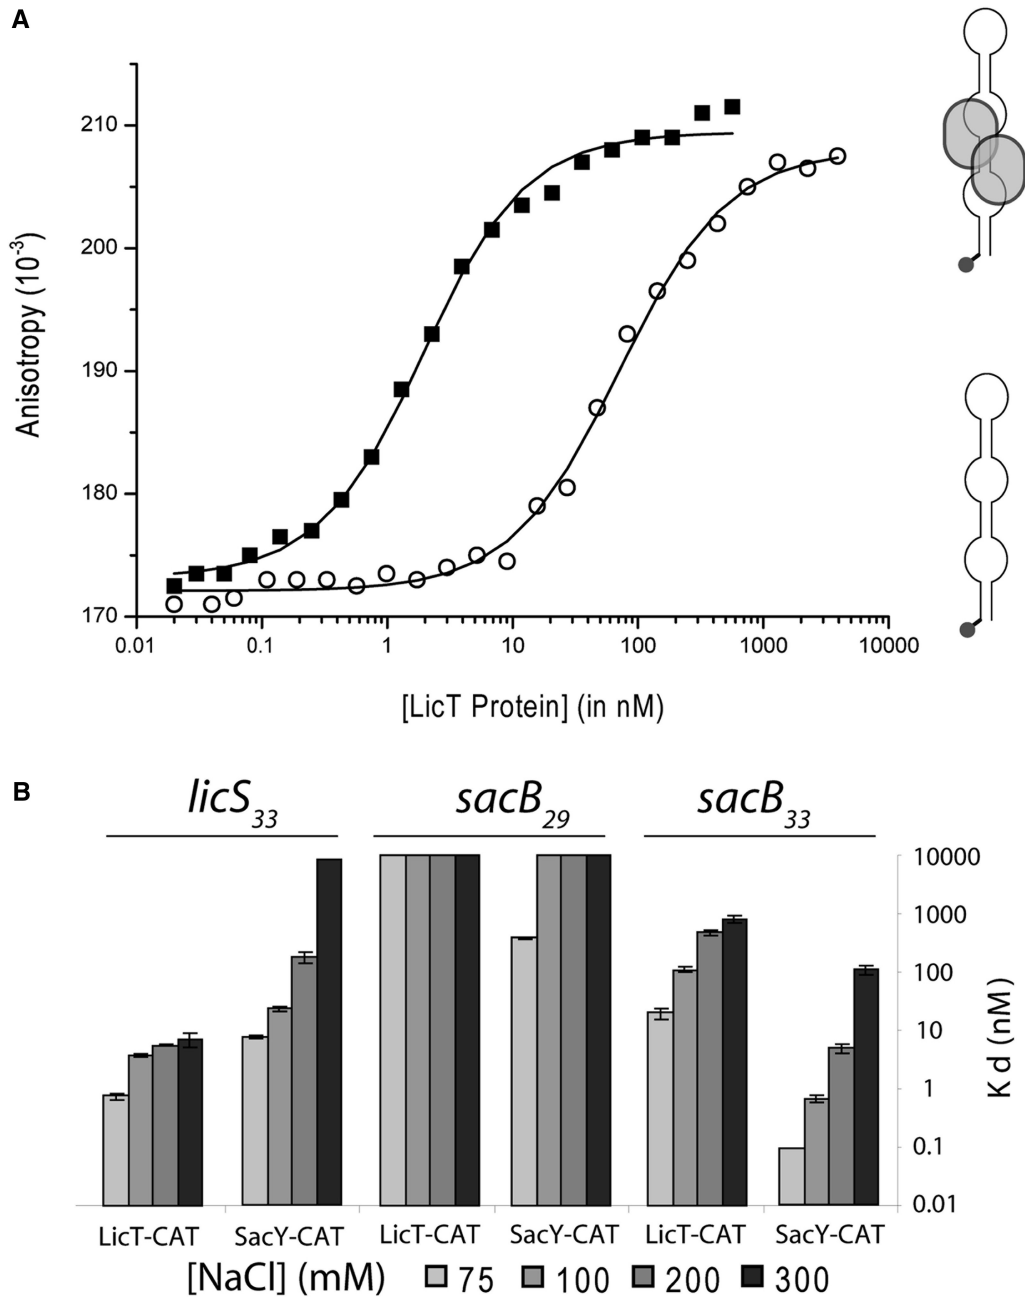 A
210
200
190
180
170
Anisotropy (10-3)
0.01 0.1 1 10 100 1000 10000
[LicT Protein] (in nM)
B
licS33 sacB29 sacB33
10000
1000
100
10
1
0.1
0.01
K d (nM)
LicT-CAT SacY-CAT LicT-CAT SacY-CAT LicT-CAT SacY-CAT
[NaCl] (mM) 75 100 200 300